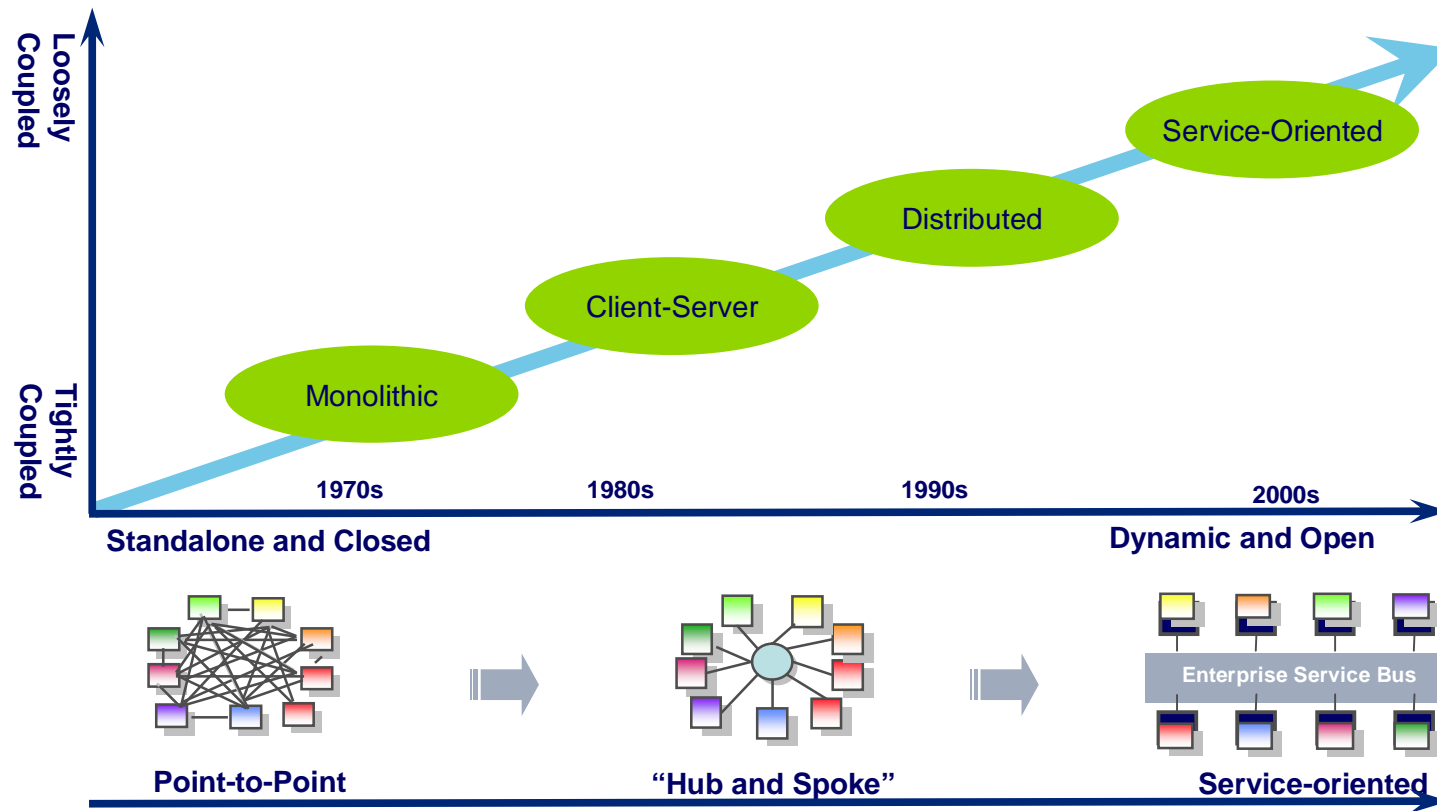 Loosely
Coupled
Service-Oriented
Distributed
Client-Server
Monolithic
Tightly
Coupled
1970s 1980s 1990s 2000s
Standalone and Closed Dynamic and Open
Enterprise Service Bus
Point-to-Point “Hub and Spoke” Service-oriented